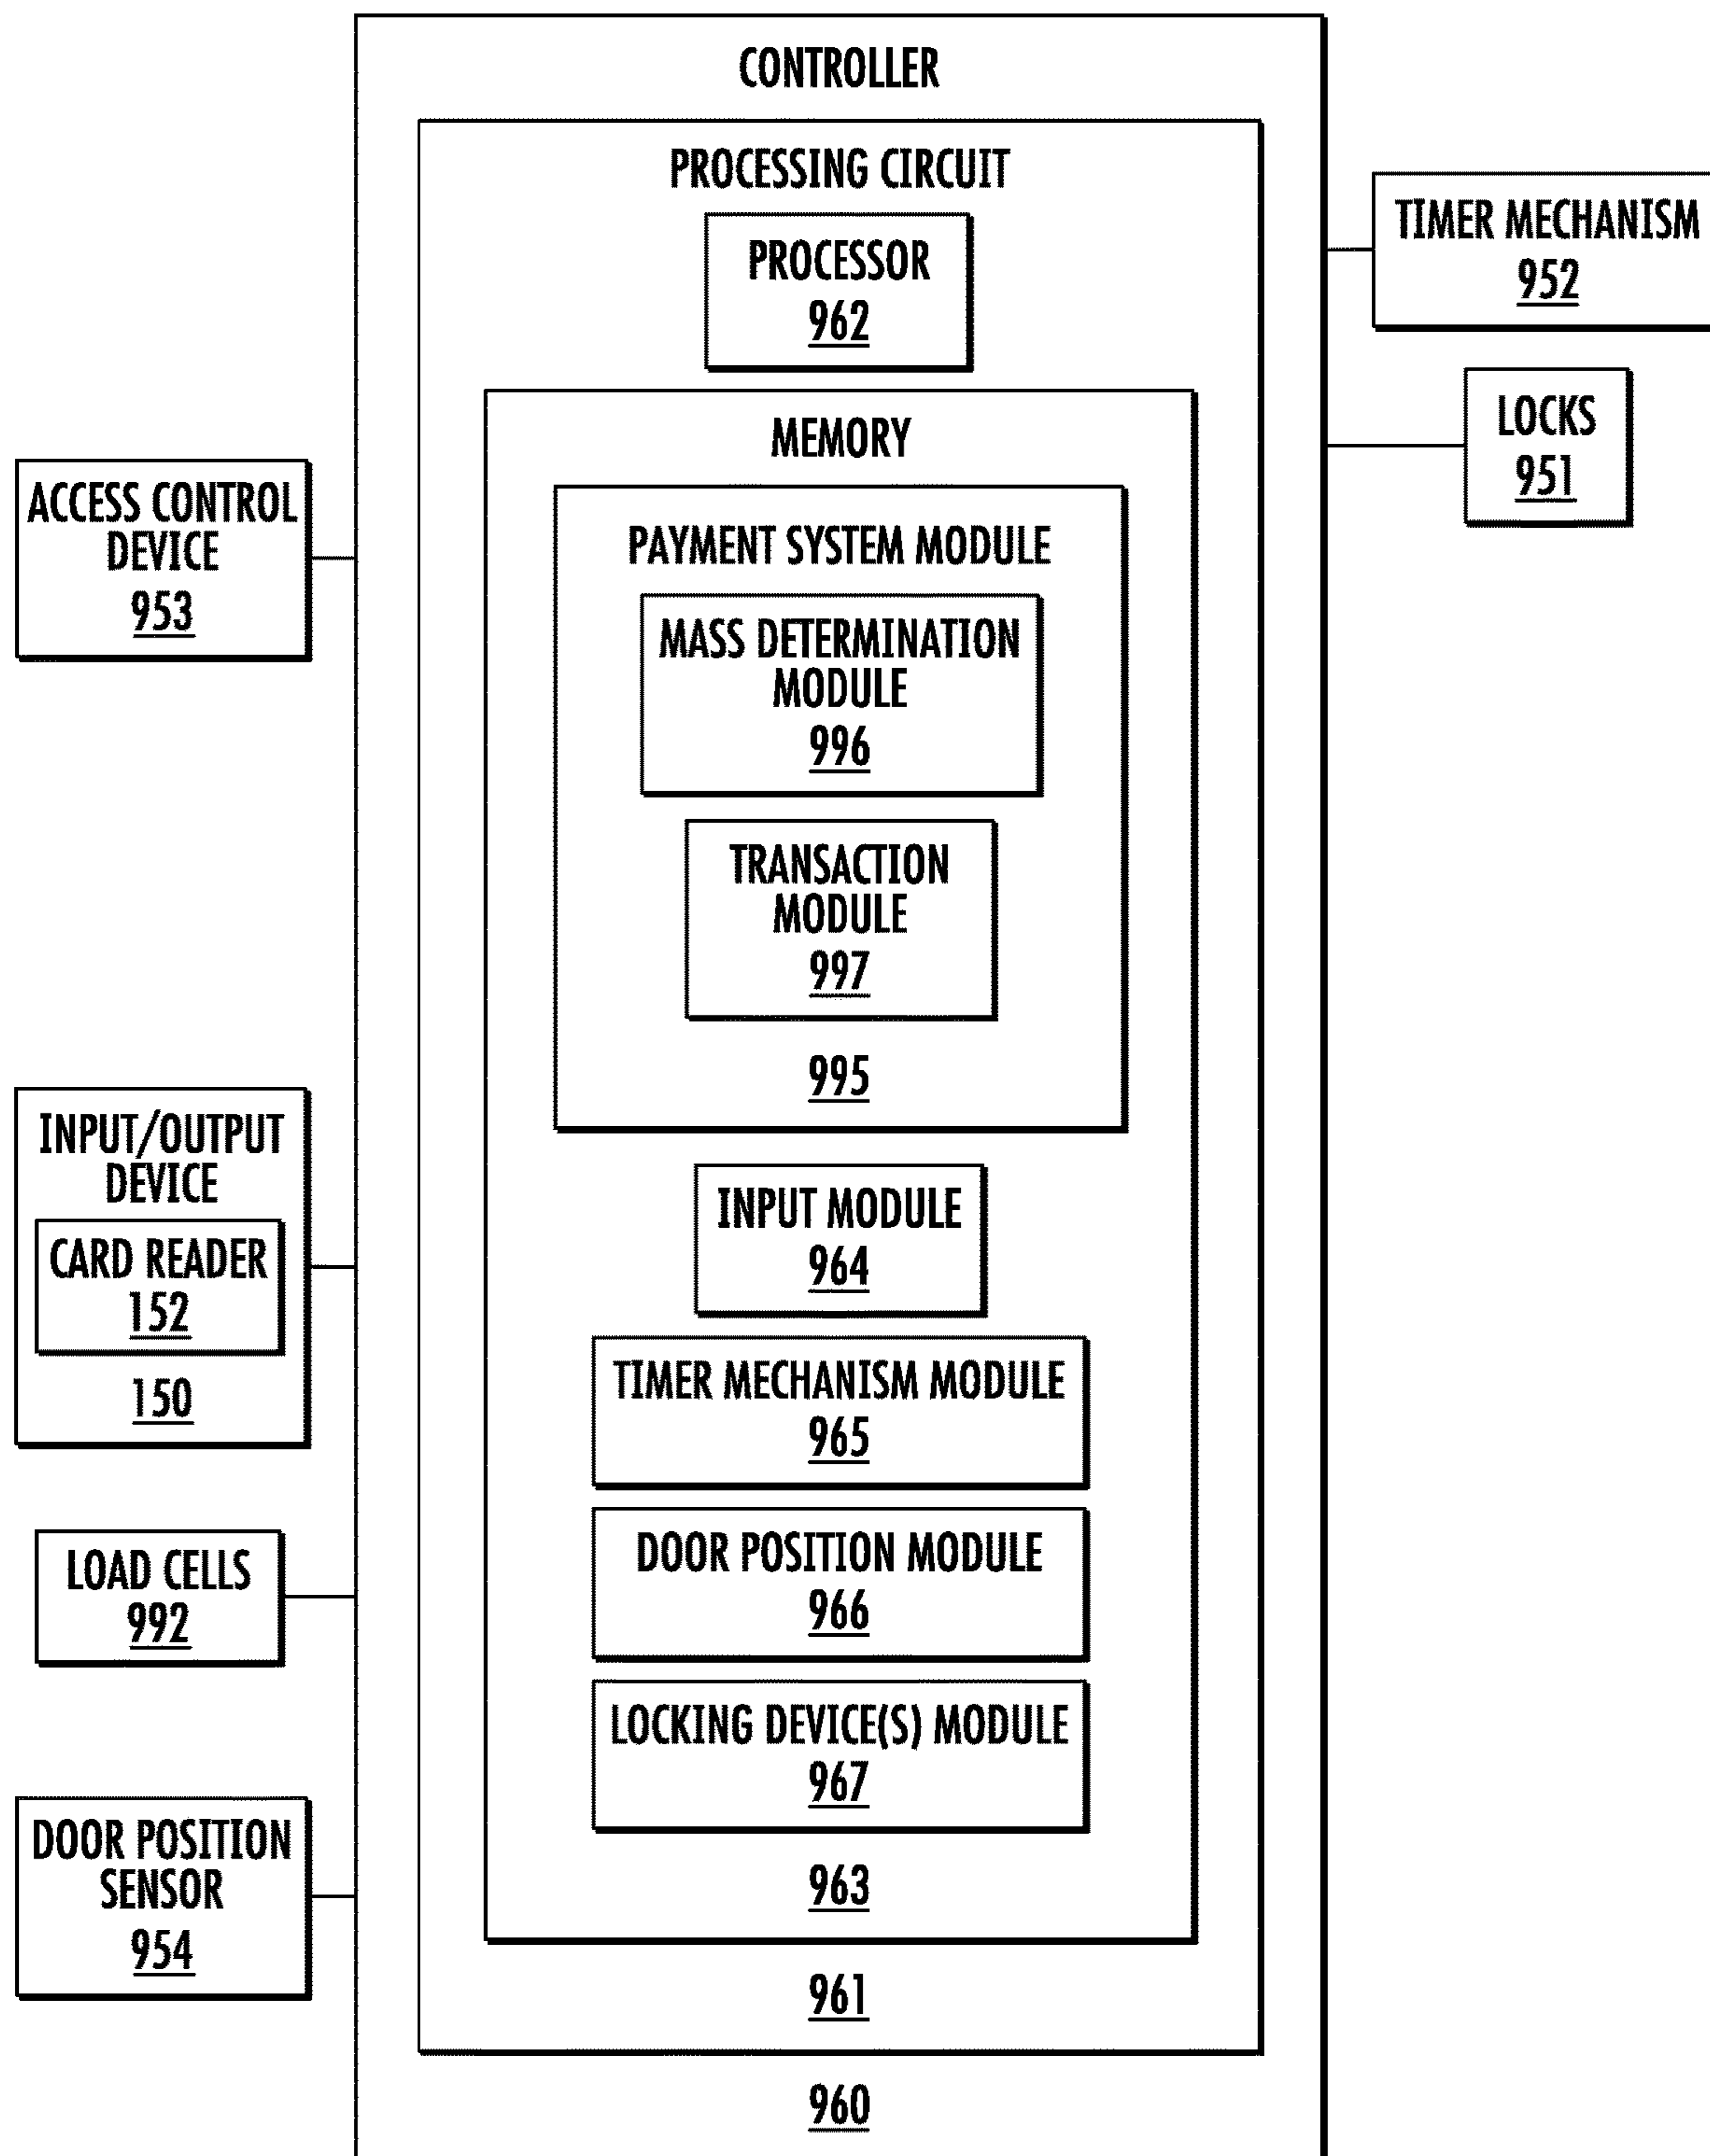 CONTROLLER
PROCESSING CIRCUIT
PROCESSOR
962
MEMORY
PAYMENT SYSTEM MODULE
MASS DETERMINATION
MODULE
996
TRANSACTION
MODULE
997
995
INPUT MODULE
964
TIMER MECHANISM MODULE
965
DOOR POSITION MODULE
966
LOCKING DEVICE(S) MODULE
967
963
961
960
ACCESS CONTROL
DEVICE
953
INPUT/OUTPUT
DEVICE
CARD READER
152
150
LOAD CELLS
992
DOOR POSITION
SENSOR
954
TIMER MECHANISM
952
LOCKS
951